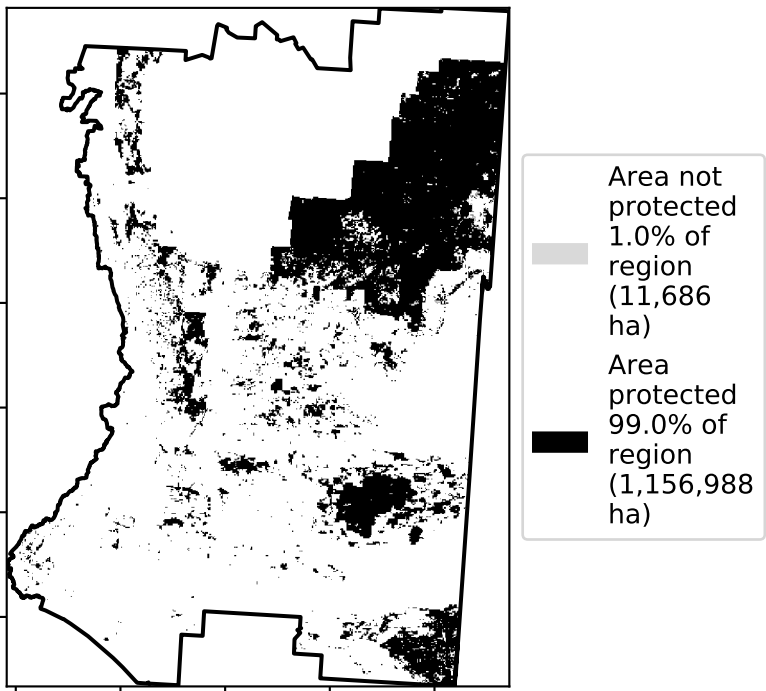 Area not
protected
1.0% of
region
(11,686
ha)
Area
protected
99.0% of
region
(1,156,988
ha)